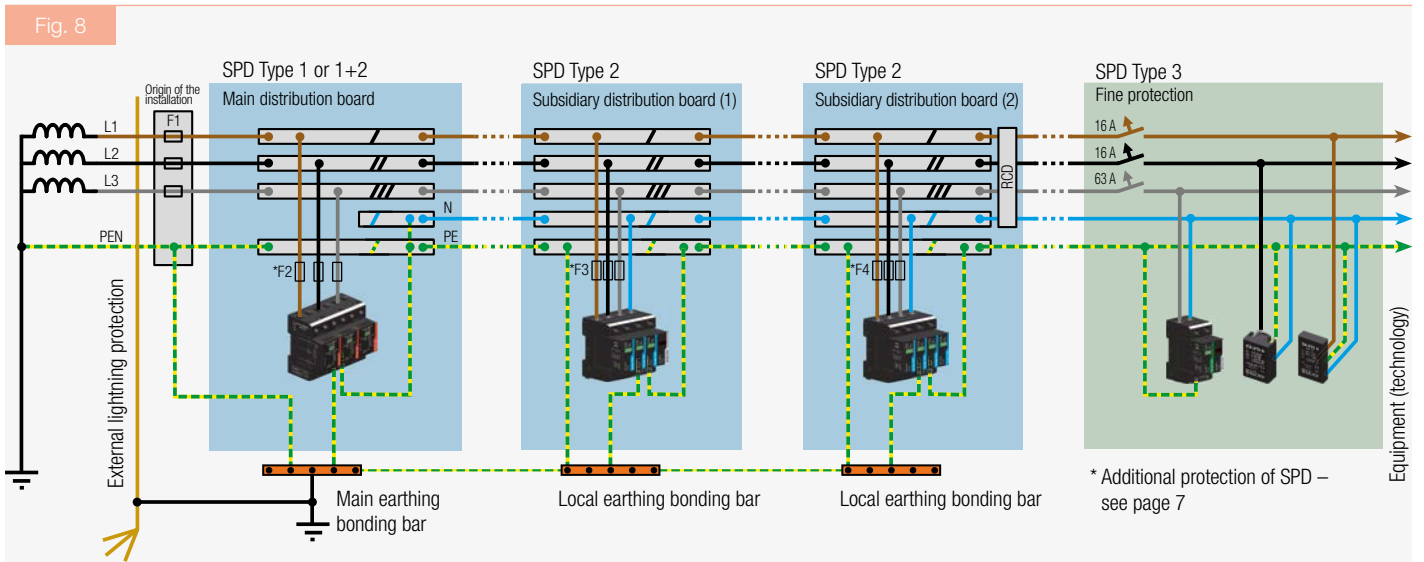 Fig. 8
SPD Type 1 or 1+2
SPD Type 2
SPD Type 2
SPD Type 3
Origin of the
installation
Main distribution board
Subsidiary distribution board (1)
Subsidiary distribution board (2)
Fine protection
F1
L1
L2
L3
N
PEN
PE
RCD
16 A
16 A
63 A
*F2
*F3
*F4
External lightning protection
Equipment (technology)
Main earthing
bonding bar
Local earthing bonding bar
Local earthing bonding bar
* Additional protection of SPD –
see page 7